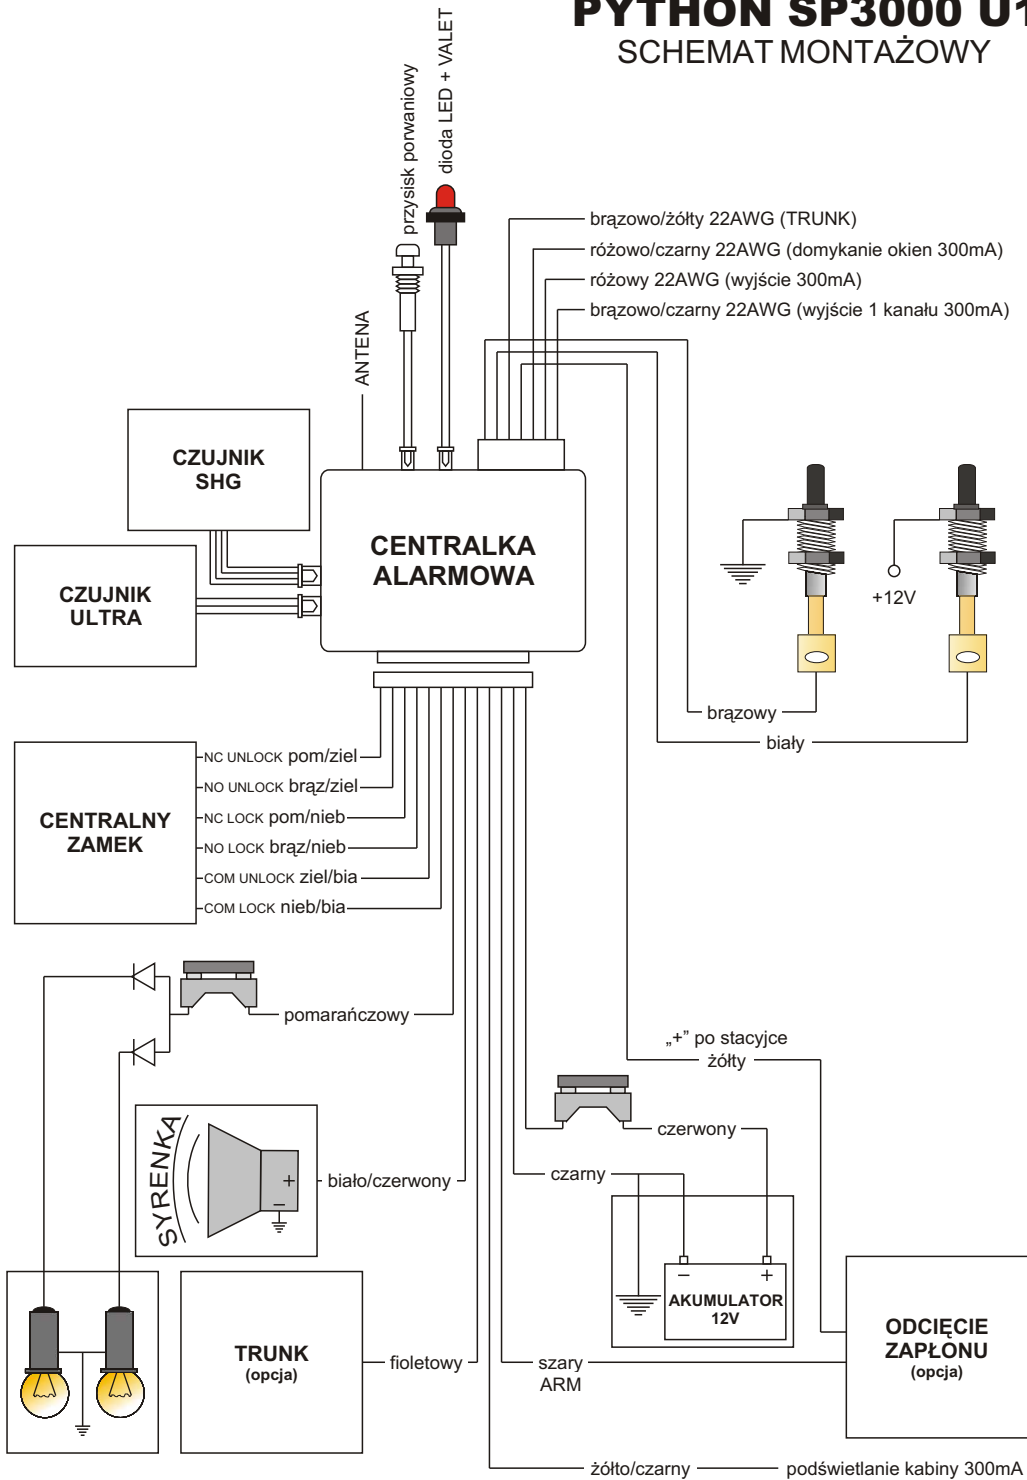 PYTHON SP3000 U1
SCHEMAT MONTAŻOWY
dioda LED + VALET
przysisk porwaniowy
ANTENA
brązowo/żółty 22AWG (TRUNK)
różowo/czarny 22AWG (domykanie okien 300mA)
różowy 22AWG (wyjście 300mA)
brązowo/czarny 22AWG (wyjście 1 kanału 300mA)
CZUJNIK
SHG
CENTRALKA
ALARMOWA
CZUJNIK
ULTRA
+12V
brązowy
biały
CENTRALNY
ZAMEK
NC UNLOCK pom/ziel
NO UNLOCK brąz/ziel
NC LOCK pom/nieb
NO LOCK brąz/nieb
COM UNLOCK ziel/bia
COM LOCK nieb/bia
pomarańczowy
„+” po stacyjce
żółty
czerwony
czarny
SYRENKA
+
−
biało/czerwony
− +
AKUMULATOR
12V
TRUNK
(opcja)
fioletowy
szary
ARM
ODCIĘCIE
ZAPŁONU
(opcja)
żółto/czarny
podświetlanie kabiny 300mA